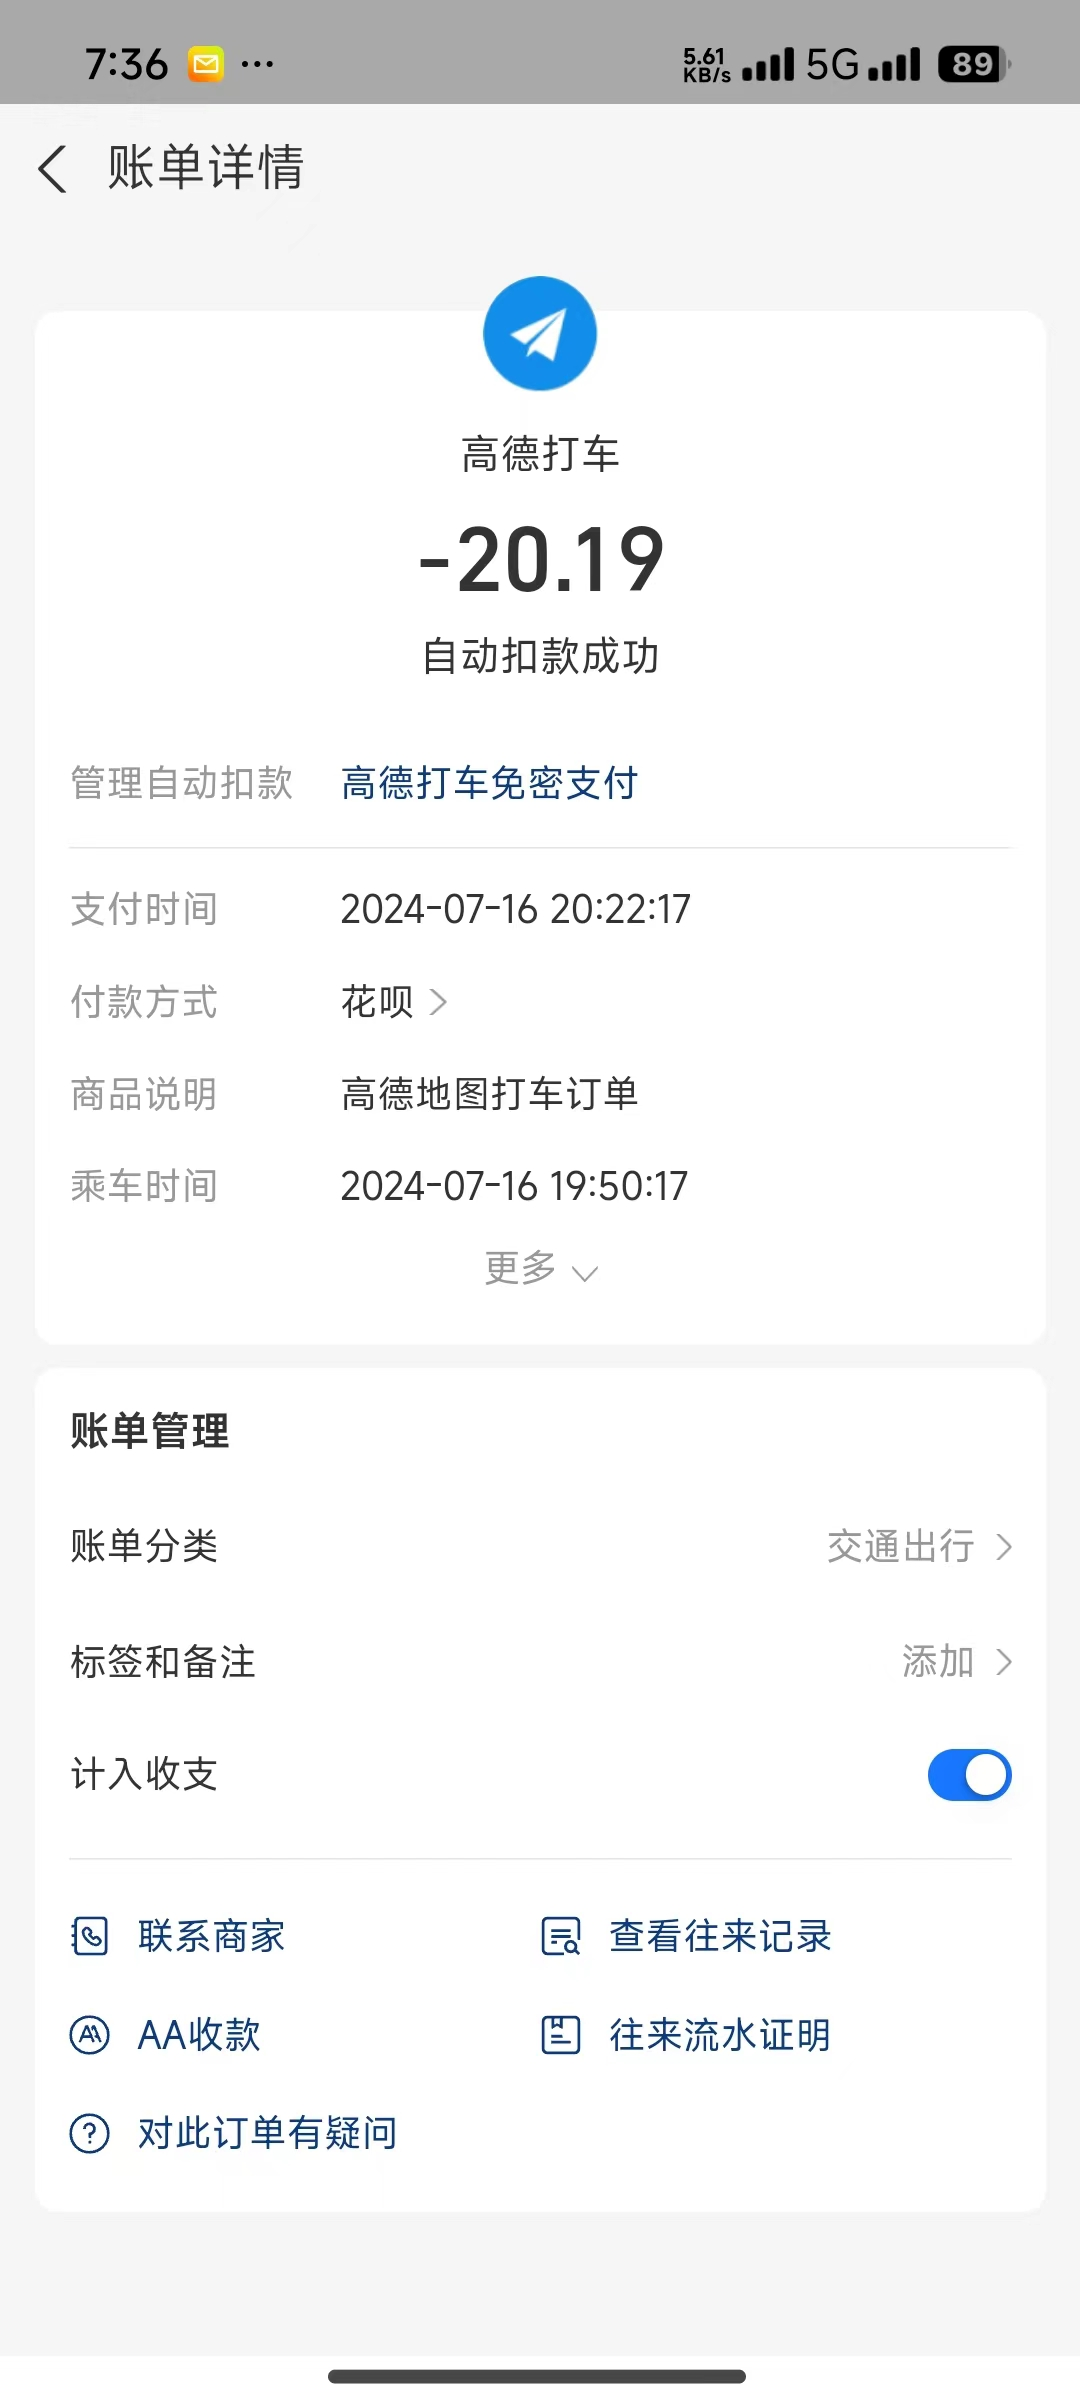 7:36 ··· 5.61 KB/s 5G 89
账单详情
高德打车
-20.19
自动扣款成功
管理自动扣款 高德打车免密支付
支付时间 2024-07-16 20:22:17
付款方式 花呗
商品说明 高德地图打车订单
乘车时间 2024-07-16 19:50:17
更多
账单管理
账单分类 交通出行
标签和备注 添加
计入收支
联系商家 查看往来记录
AA收款 往来流水证明
对此订单有疑问